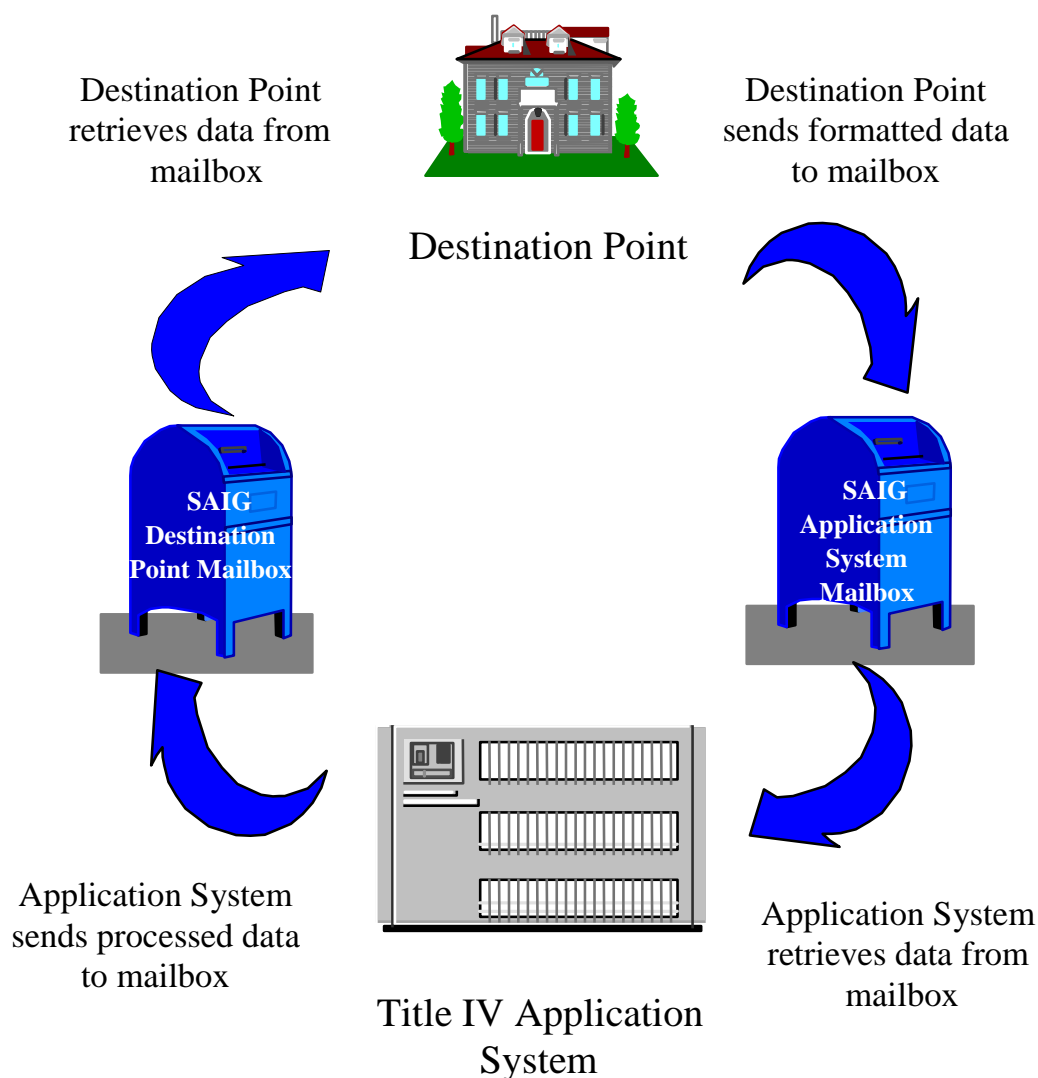 Destination Point
retrieves data from
mailbox
Destination Point
sends formatted data
to mailbox
Destination Point
SAIG
Destination
Point Mailbox
SAIG
Application
System
Mailbox
Application System
sends processed data
to mailbox
Application System
retrieves data from
mailbox
Title IV Application
System